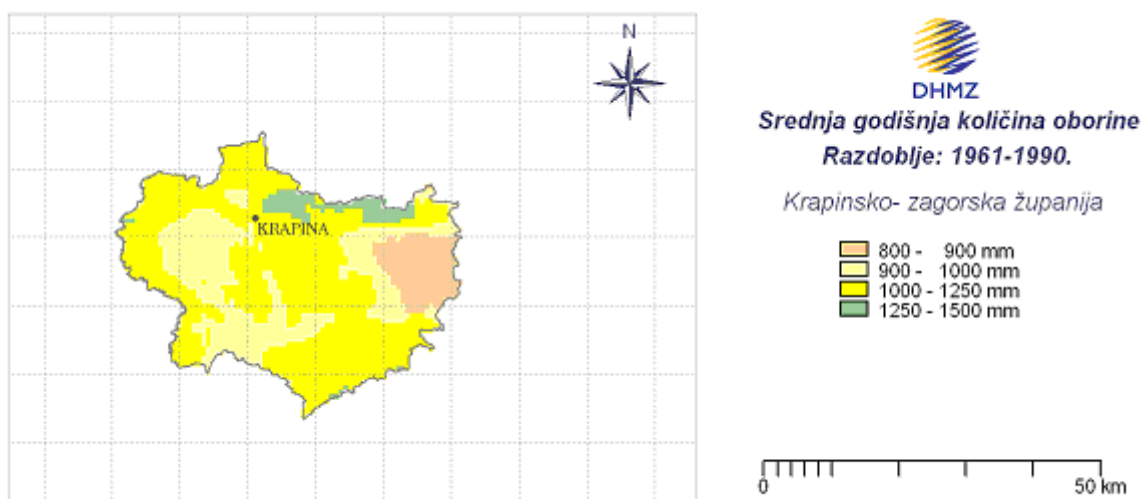 N
KRAPINA
DHMZ
Srednja godišnja količina oborine
Razdoblje: 1961-1990.
Krapinsko- zagorska županija
800 - 900 mm
900 - 1000 mm
1000 - 1250 mm
1250 - 1500 mm
0 50 km